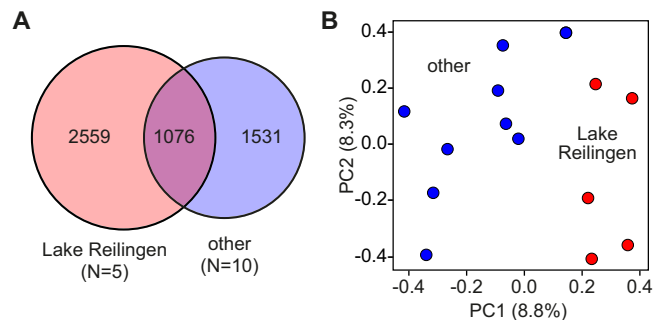 A
2559
1076
1531
Lake Reilingen
(N=5)
other
(N=10)
B
PC2 (8.3%)
0.4
0.2
0.0
-0.2
-0.4
other
Lake
Reilingen
-0.4 -0.2 0.0 0.2 0.4
PC1 (8.8%)